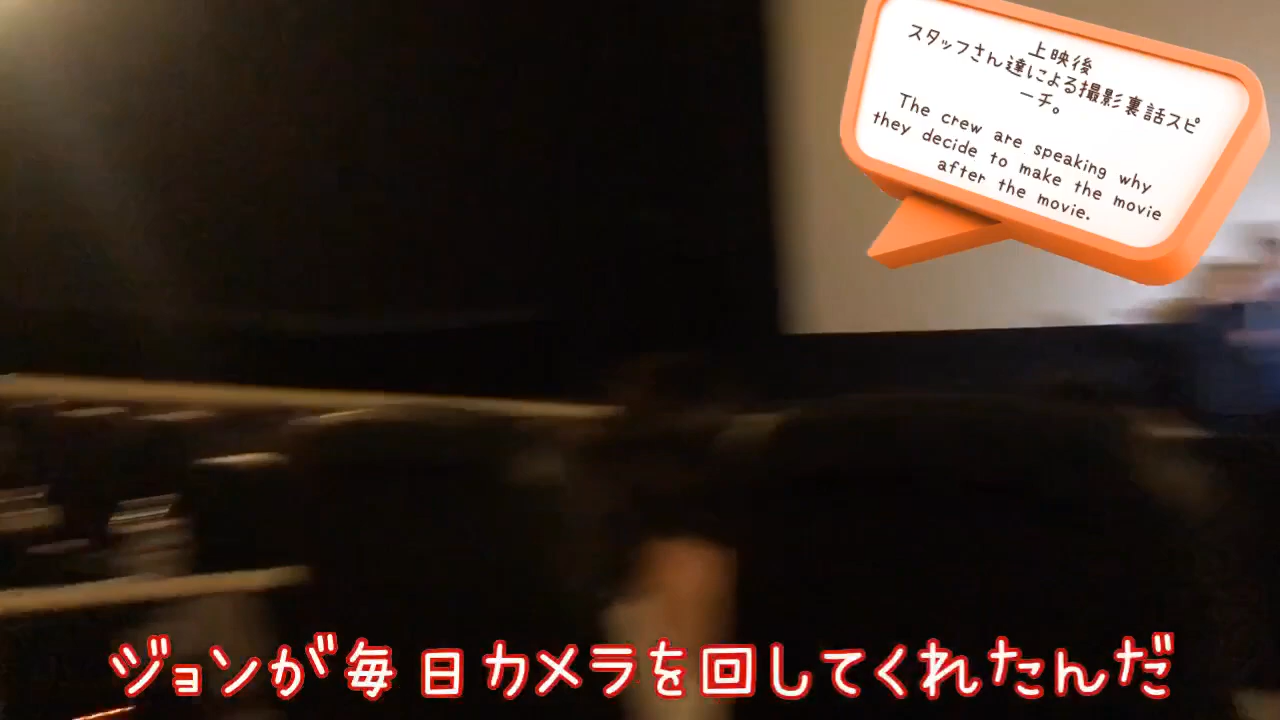 上映後
スタッフさん達による撮影裏話スピ
ーチ。
The crew are speaking why
they decide to make the movie
after the movie.
ジョンが毎日カメラを回してくれたんだ